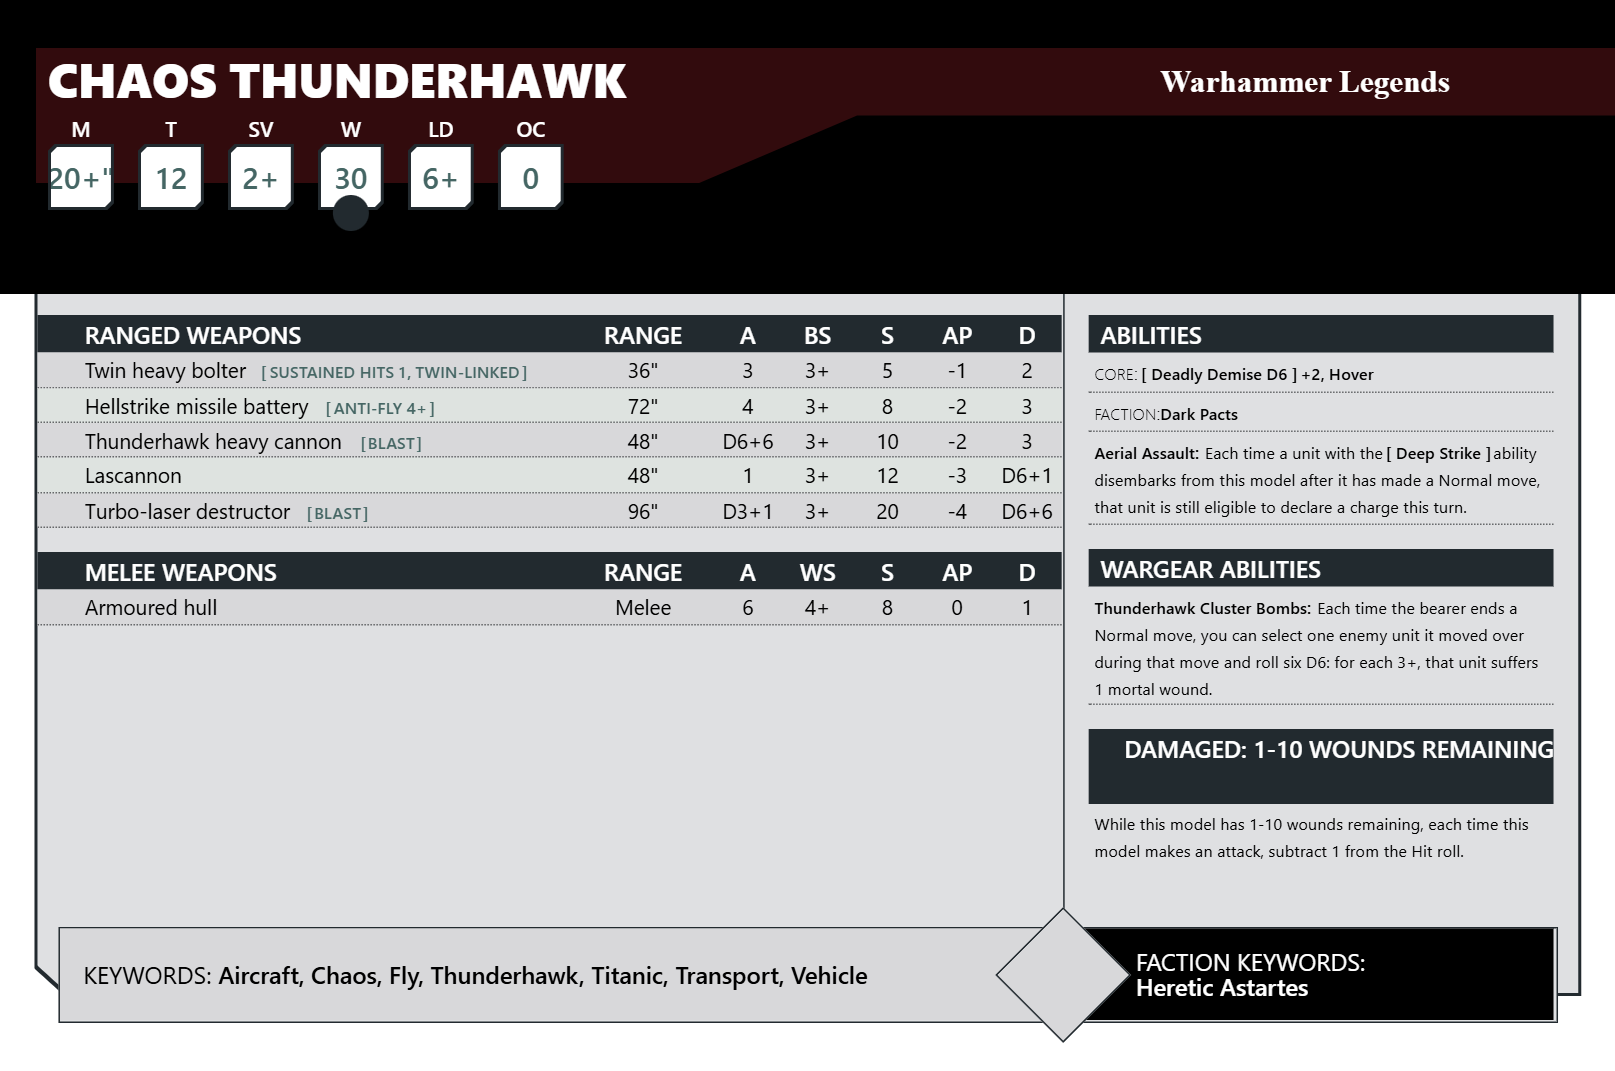 CHAOS THUNDERHAWK
Warhammer Legends
M T SV W LD OC
20+" 12 2+ 30 6+ 0
RANGED WEAPONS RANGE A BS S AP D
Twin heavy bolter [ SUSTAINED HITS 1, TWIN-LINKED ] 36" 3 3+ 5 -1 2
Hellstrike missile battery [ ANTI-FLY 4+ ] 72" 4 3+ 8 -2 3
Thunderhawk heavy cannon [ BLAST ] 48" D6+6 3+ 10 -2 3
Lascannon 48" 1 3+ 12 -3 D6+1
Turbo-laser destructor [ BLAST ] 96" D3+1 3+ 20 -4 D6+6
MELEE WEAPONS RANGE A WS S AP D
Armoured hull Melee 6 4+ 8 0 1
ABILITIES
CORE: [ Deadly Demise D6 ] +2, Hover
FACTION:Dark Pacts
Aerial Assault: Each time a unit with the [ Deep Strike ] ability
disembarks from this model after it has made a Normal move,
that unit is still eligible to declare a charge this turn.
WARGEAR ABILITIES
Thunderhawk Cluster Bombs: Each time the bearer ends a
Normal move, you can select one enemy unit it moved over
during that move and roll six D6: for each 3+, that unit suffers
1 mortal wound.
DAMAGED: 1-10 WOUNDS REMAINING
While this model has 1-10 wounds remaining, each time this
model makes an attack, subtract 1 from the Hit roll.
KEYWORDS: Aircraft, Chaos, Fly, Thunderhawk, Titanic, Transport, Vehicle
FACTION KEYWORDS:
Heretic Astartes